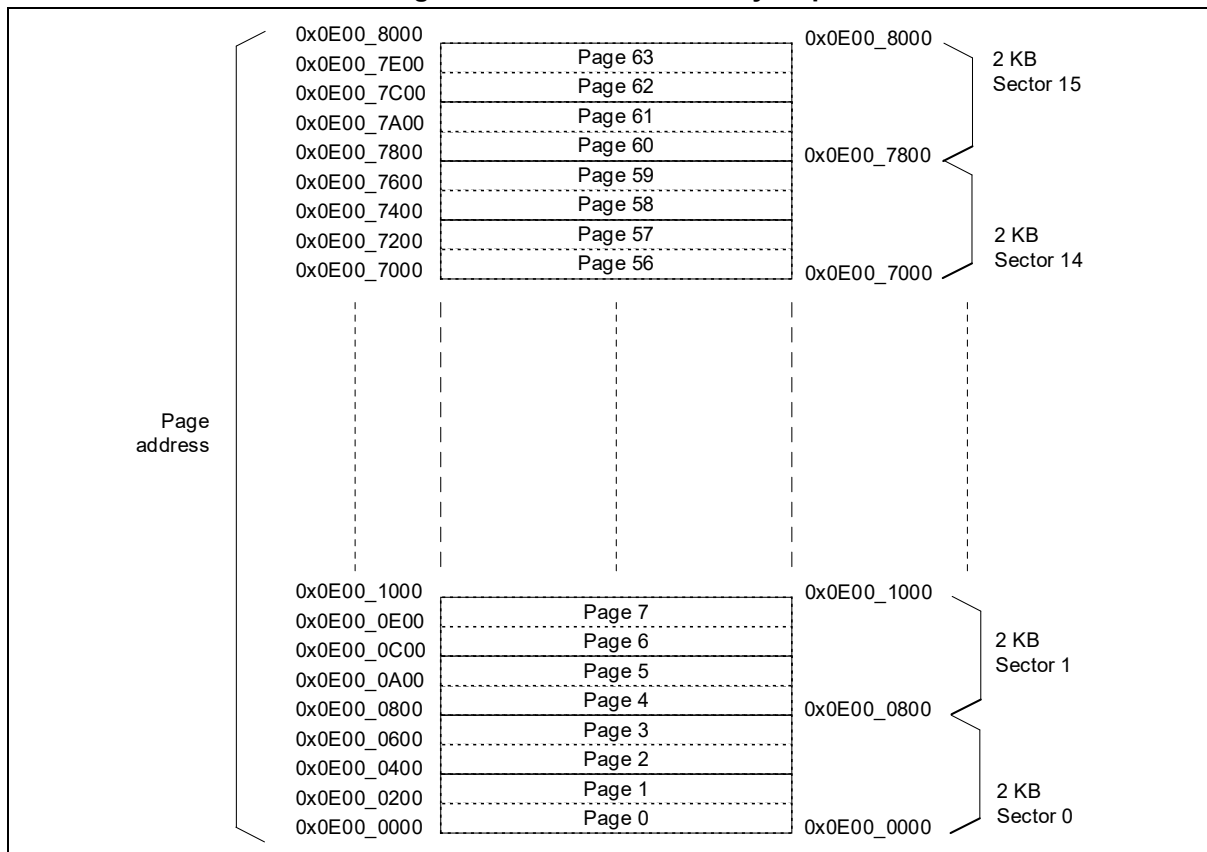 0x0E00_8000 0x0E00_8000
Page 63 2 KB
0x0E00_7E00
Page 62 Sector 15
0x0E00_7C00
Page 61
0x0E00_7A00
Page 60
0x0E00_7800 0x0E00_7800
Page 59
0x0E00_7600
Page 58
0x0E00_7400
Page 57 2 KB
0x0E00_7200
Page 56 Sector 14
0x0E00_7000 0x0E00_7000
Page
address
0x0E00_1000 0x0E00_1000
Page 7
0x0E00_0E00
Page 6 2 KB
0x0E00_0C00 Sector 1
Page 5
0x0E00_0A00
Page 4
0x0E00_0800 0x0E00_0800
Page 3
0x0E00_0600
Page 2
0x0E00_0400
Page 1 2 KB
0x0E00_0200
Page 0 Sector 0
0x0E00_0000 0x0E00_0000